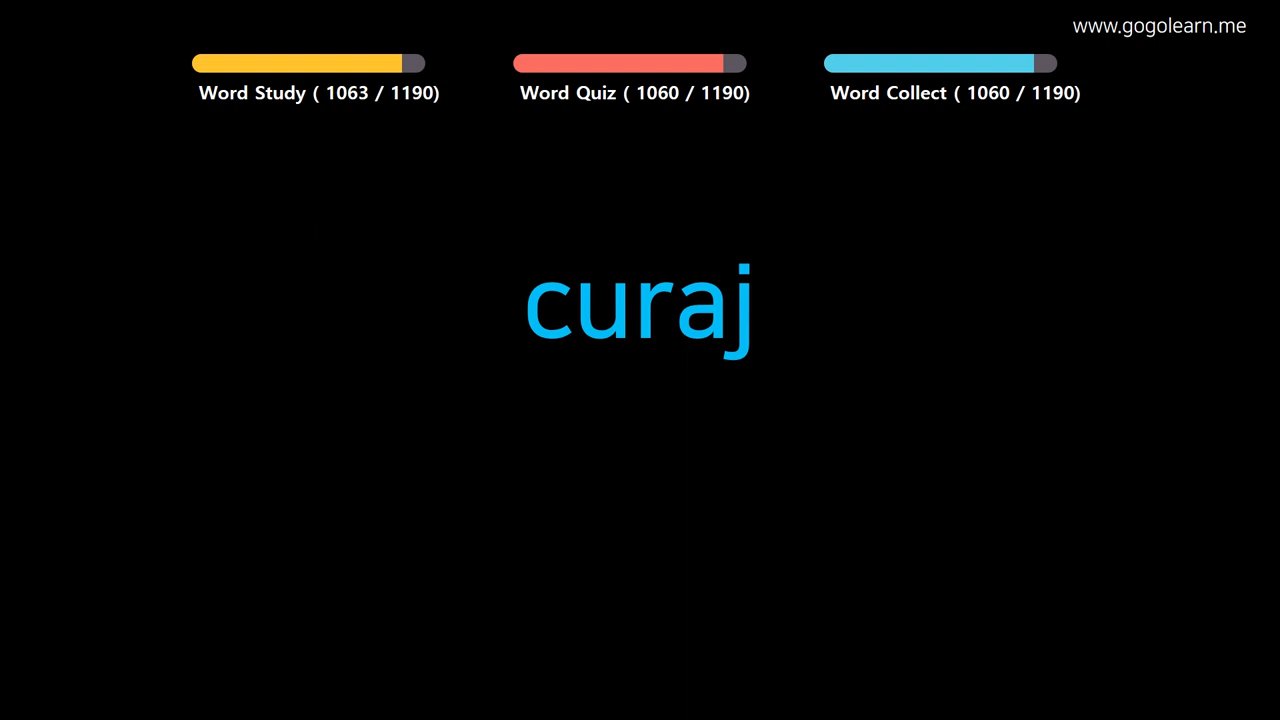 www.gogolearn.me
Word Study ( 1063 / 1190)
Word Quiz ( 1060 / 1190)
Word Collect ( 1060 / 1190)
curaj